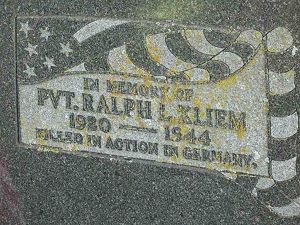 IN MEMORY OF
PVT. RALPH L. KLIEM
1920 — 1944
KILLED IN ACTION IN GERMANY.